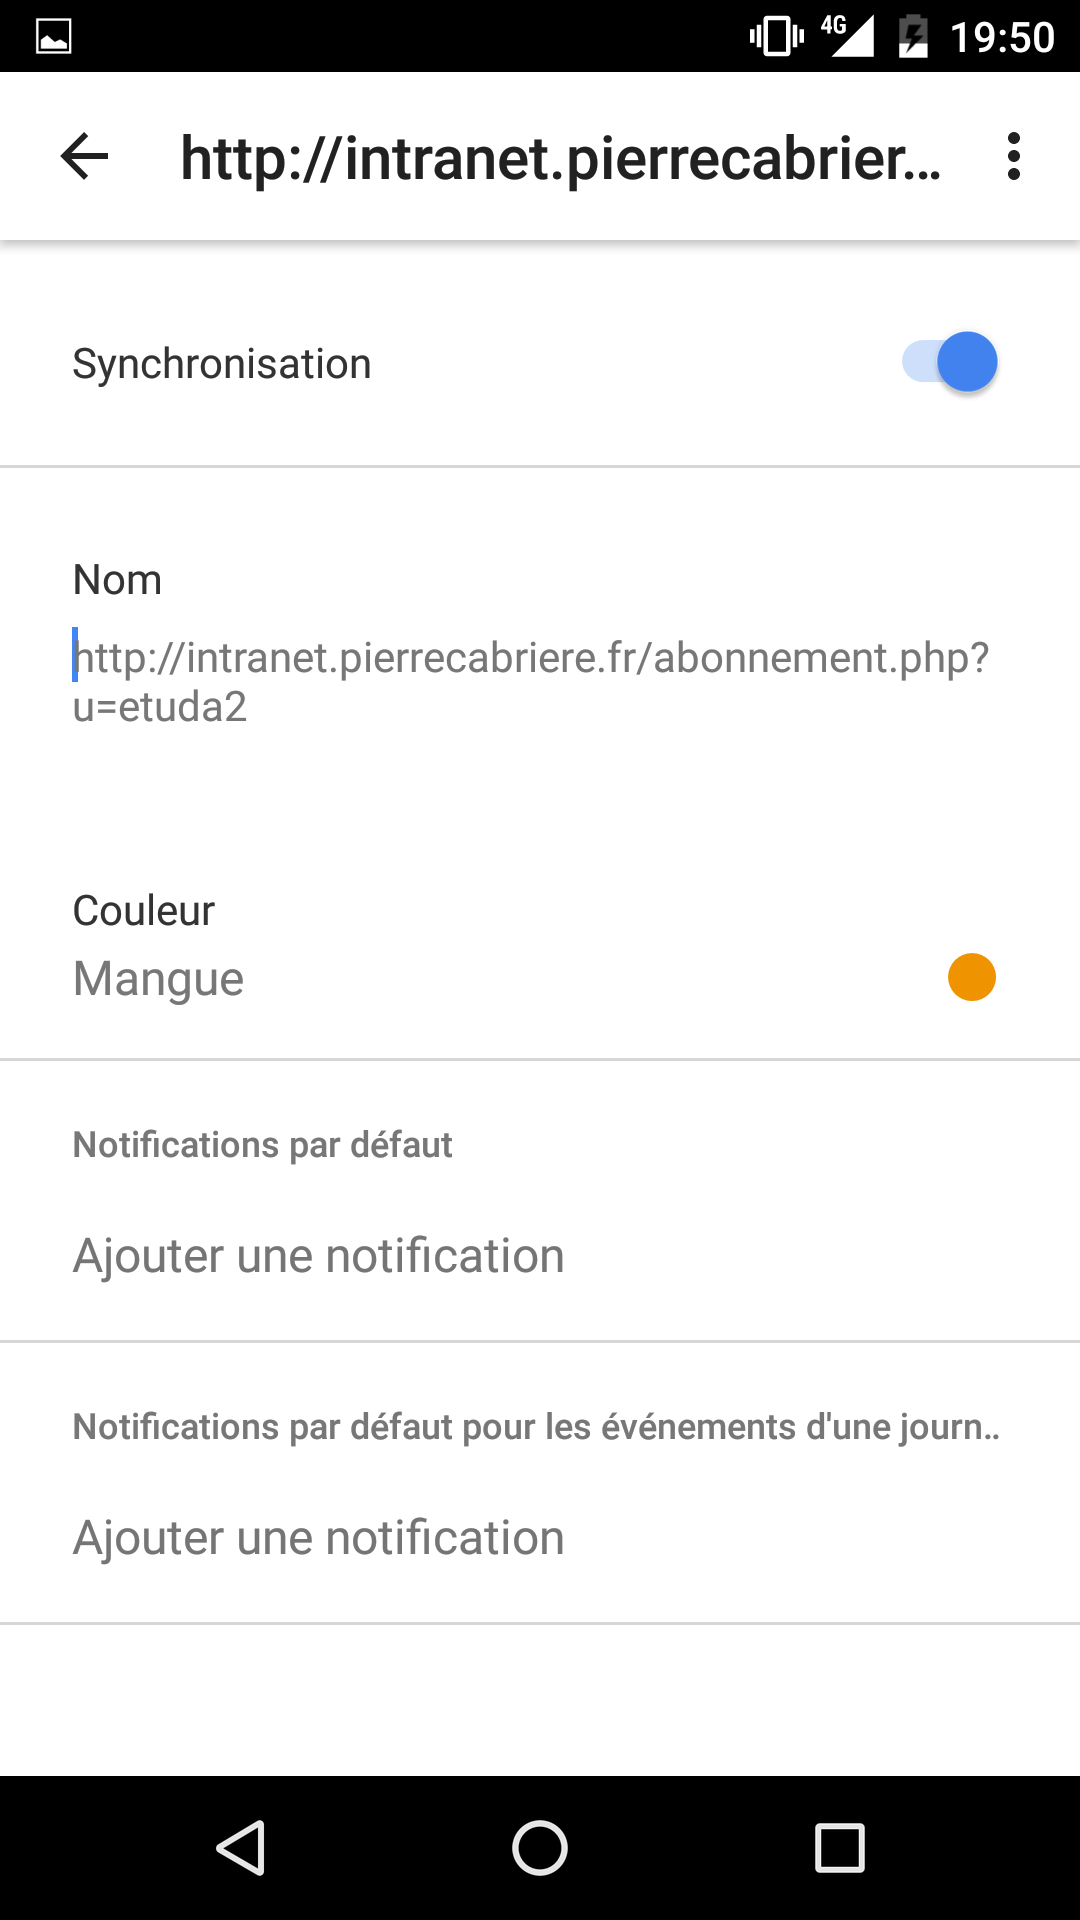 4G 19:50
http://intranet.pierrecabrier...
Synchronisation
Nom
http://intranet.pierrecabriere.fr/abonnement.php?
u=etuda2
Couleur
Mangue
Notifications par défaut
Ajouter une notification
Notifications par défaut pour les événements d'une journ..
Ajouter une notification